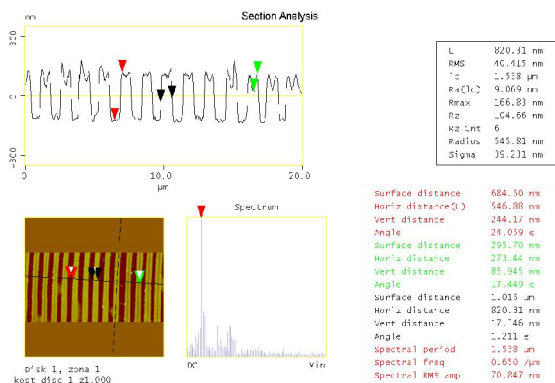 nm
Section Analysis
300
0
-300
0
10.0
20.0
µm
L 820.31 nm
RMS 40.415 nm
lc 1.538 µm
Ra(lc) 9.069 nm
Rmax 166.83 nm
Rz 104.66 nm
Rz Cnt 6
Radius 545.81 nm
Sigma 39.231 nm
Spectrum
DC
Min
Surface distance 684.50 nm
Horiz distance(L) 546.88 nm
Vert distance 244.17 nm
Angle 24.059
Surface distance 295.70 nm
Horiz distance 273.44 nm
Vert distance 85.945 nm
Angle 17.449
Surface distance 1.015 µm
Horiz distance 820.31 nm
Vert distance 17.346 nm
Angle 1.211
Spectral period 1.538 µm
Spectral freq 0.650 /µm
Spectral RMS amp 70.847 nm
Disk 1, zona 1
kost disc 1 z1.000